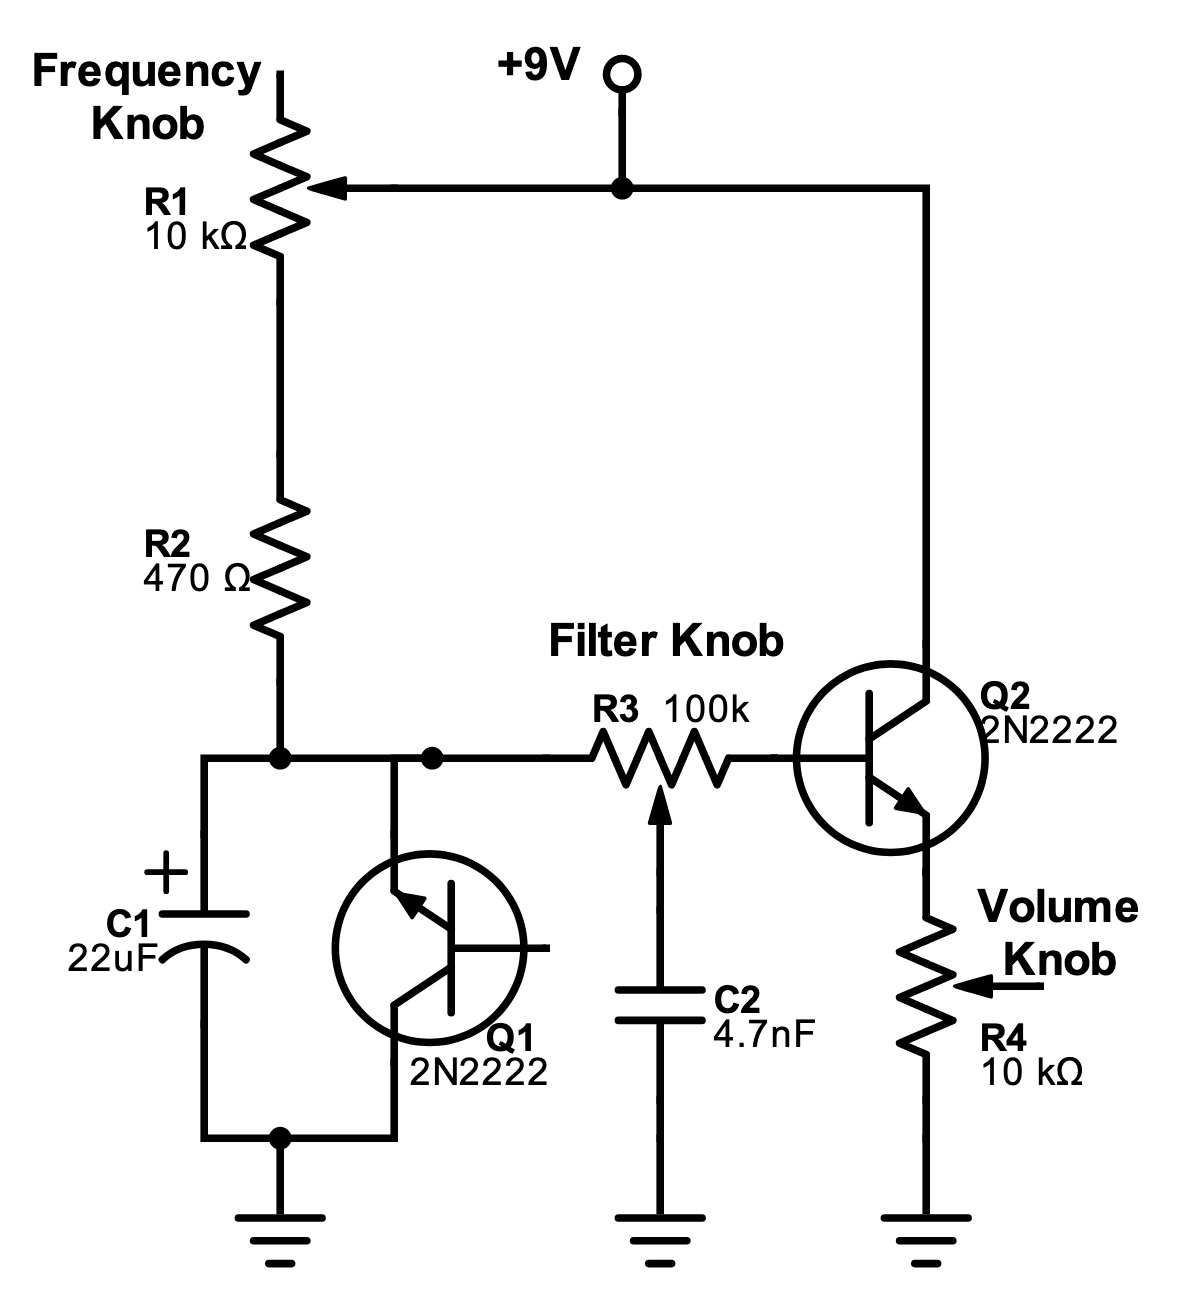 Frequency
Knob
+9V
R1
10 kΩ
R2
470 Ω
Filter Knob
R3 100k
Q2
2N2222
+
C1
22uF
Q1
2N2222
C2
4.7nF
Volume
Knob
R4
10 kΩ